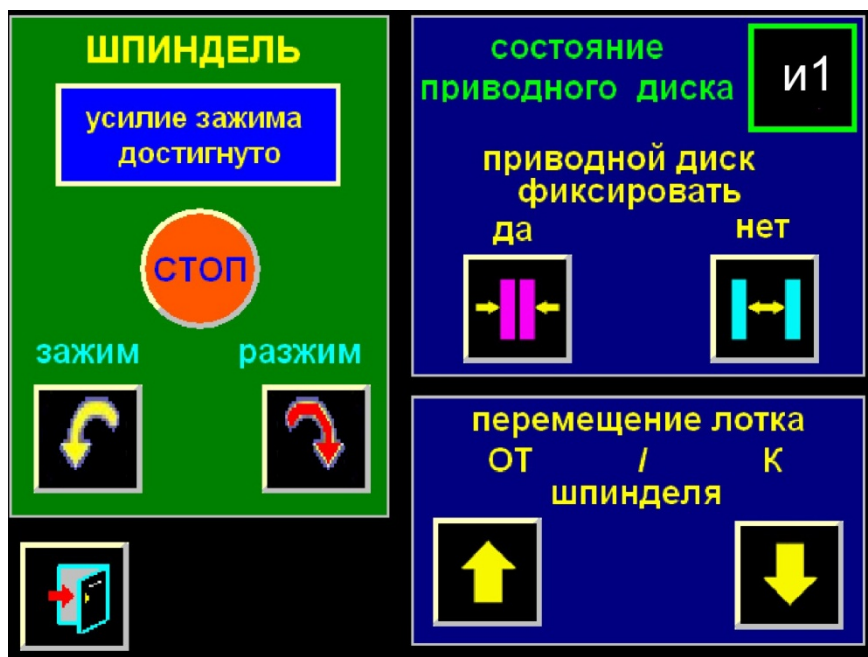 ШПИНДЕЛЬ
усилие зажима
достигнуто
СТОП
зажим
разжим
состояние
приводного диска
и1
приводной диск
фиксировать
да
нет
перемещение лотка
ОТ / К
шпинделя